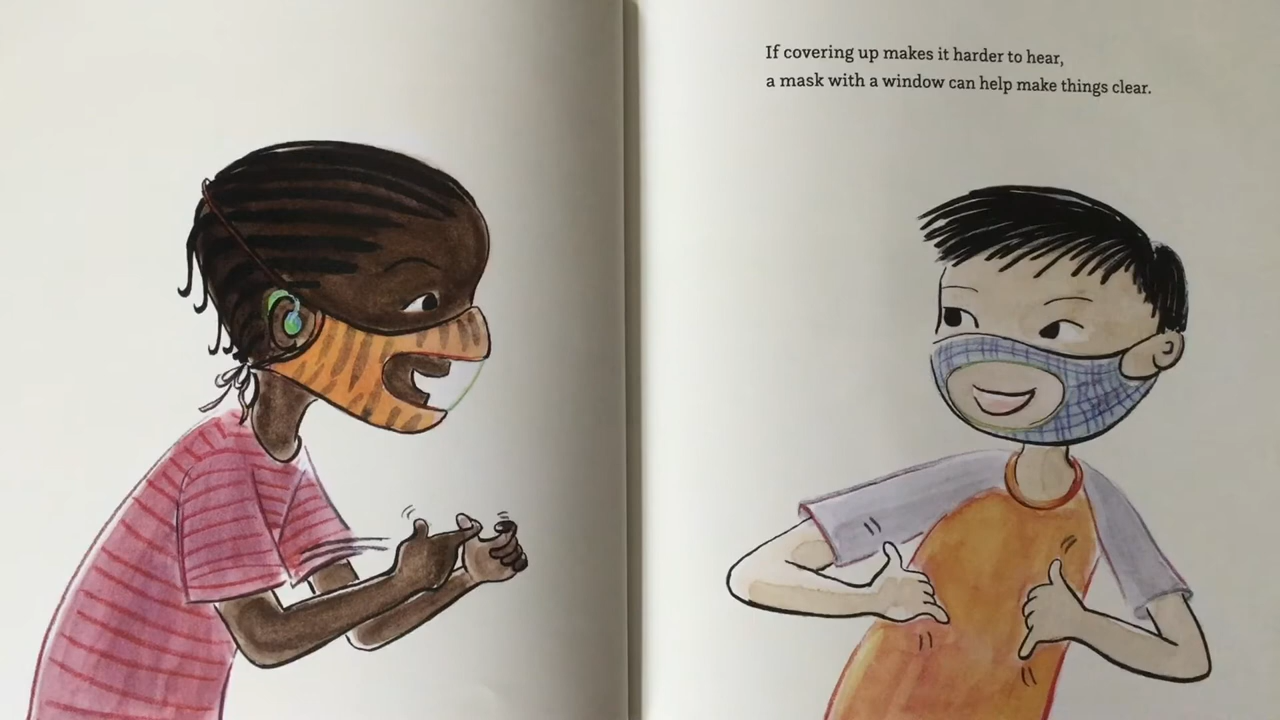 If covering up makes it harder to hear,
a mask with a window can help make things clear.